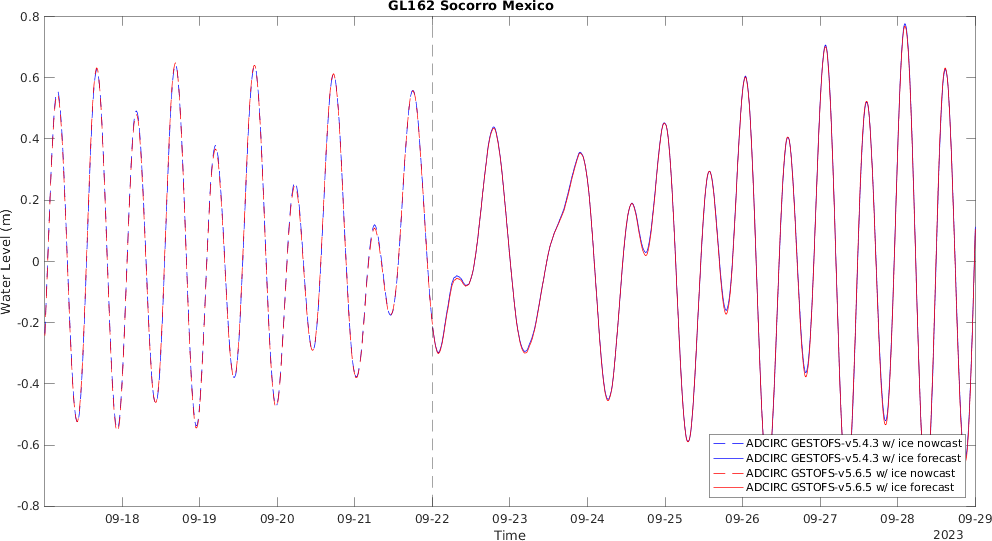 GL162 Socorro Mexico
Water Level (m)
0.8
0.6
0.4
0.2
0
-0.2
-0.4
-0.6
-0.8
ADCIRC GESTOFS-v5.4.3 w/ ice nowcast
ADCIRC GESTOFS-v5.4.3 w/ ice forecast
ADCIRC GSTOFS-v5.6.5 w/ ice nowcast
ADCIRC GSTOFS-v5.6.5 w/ ice forecast
09-18 09-19 09-20 09-21 09-22 09-23 09-24 09-25 09-26 09-27 09-28 09-29
Time
2023